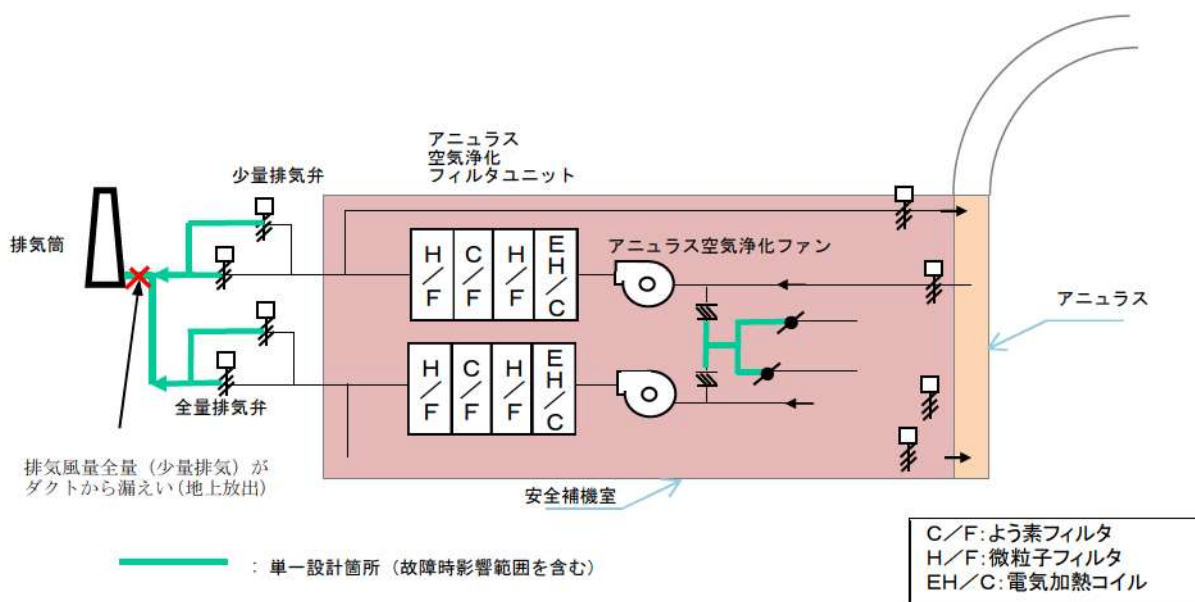 アニュラス
空気浄化
フィルタユニット
少量排気弁
排気筒
アニュラス空気浄化ファン
H/F
C/F
H/F
EH/C
アニュラス
H/F
C/F
H/F
EH/C
全量排気弁
排気風量全量（少量排気）が
ダクトから漏えい（地上放出）
安全補機室
：単一設計箇所（故障時影響範囲を含む）
C／F：よう素フィルタ
H／F：微粒子フィルタ
EH／C：電気加熱コイル